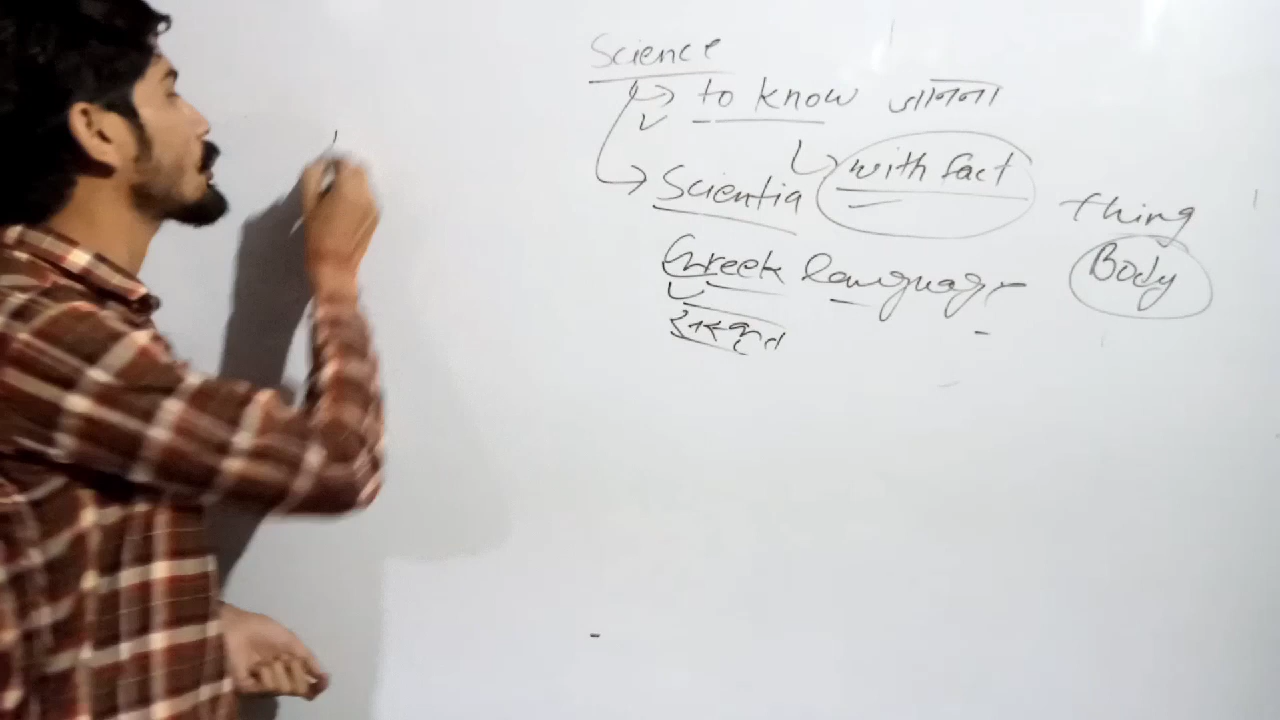 Science
to know जानना
with fact
Scientia
thing
Greek language
Body